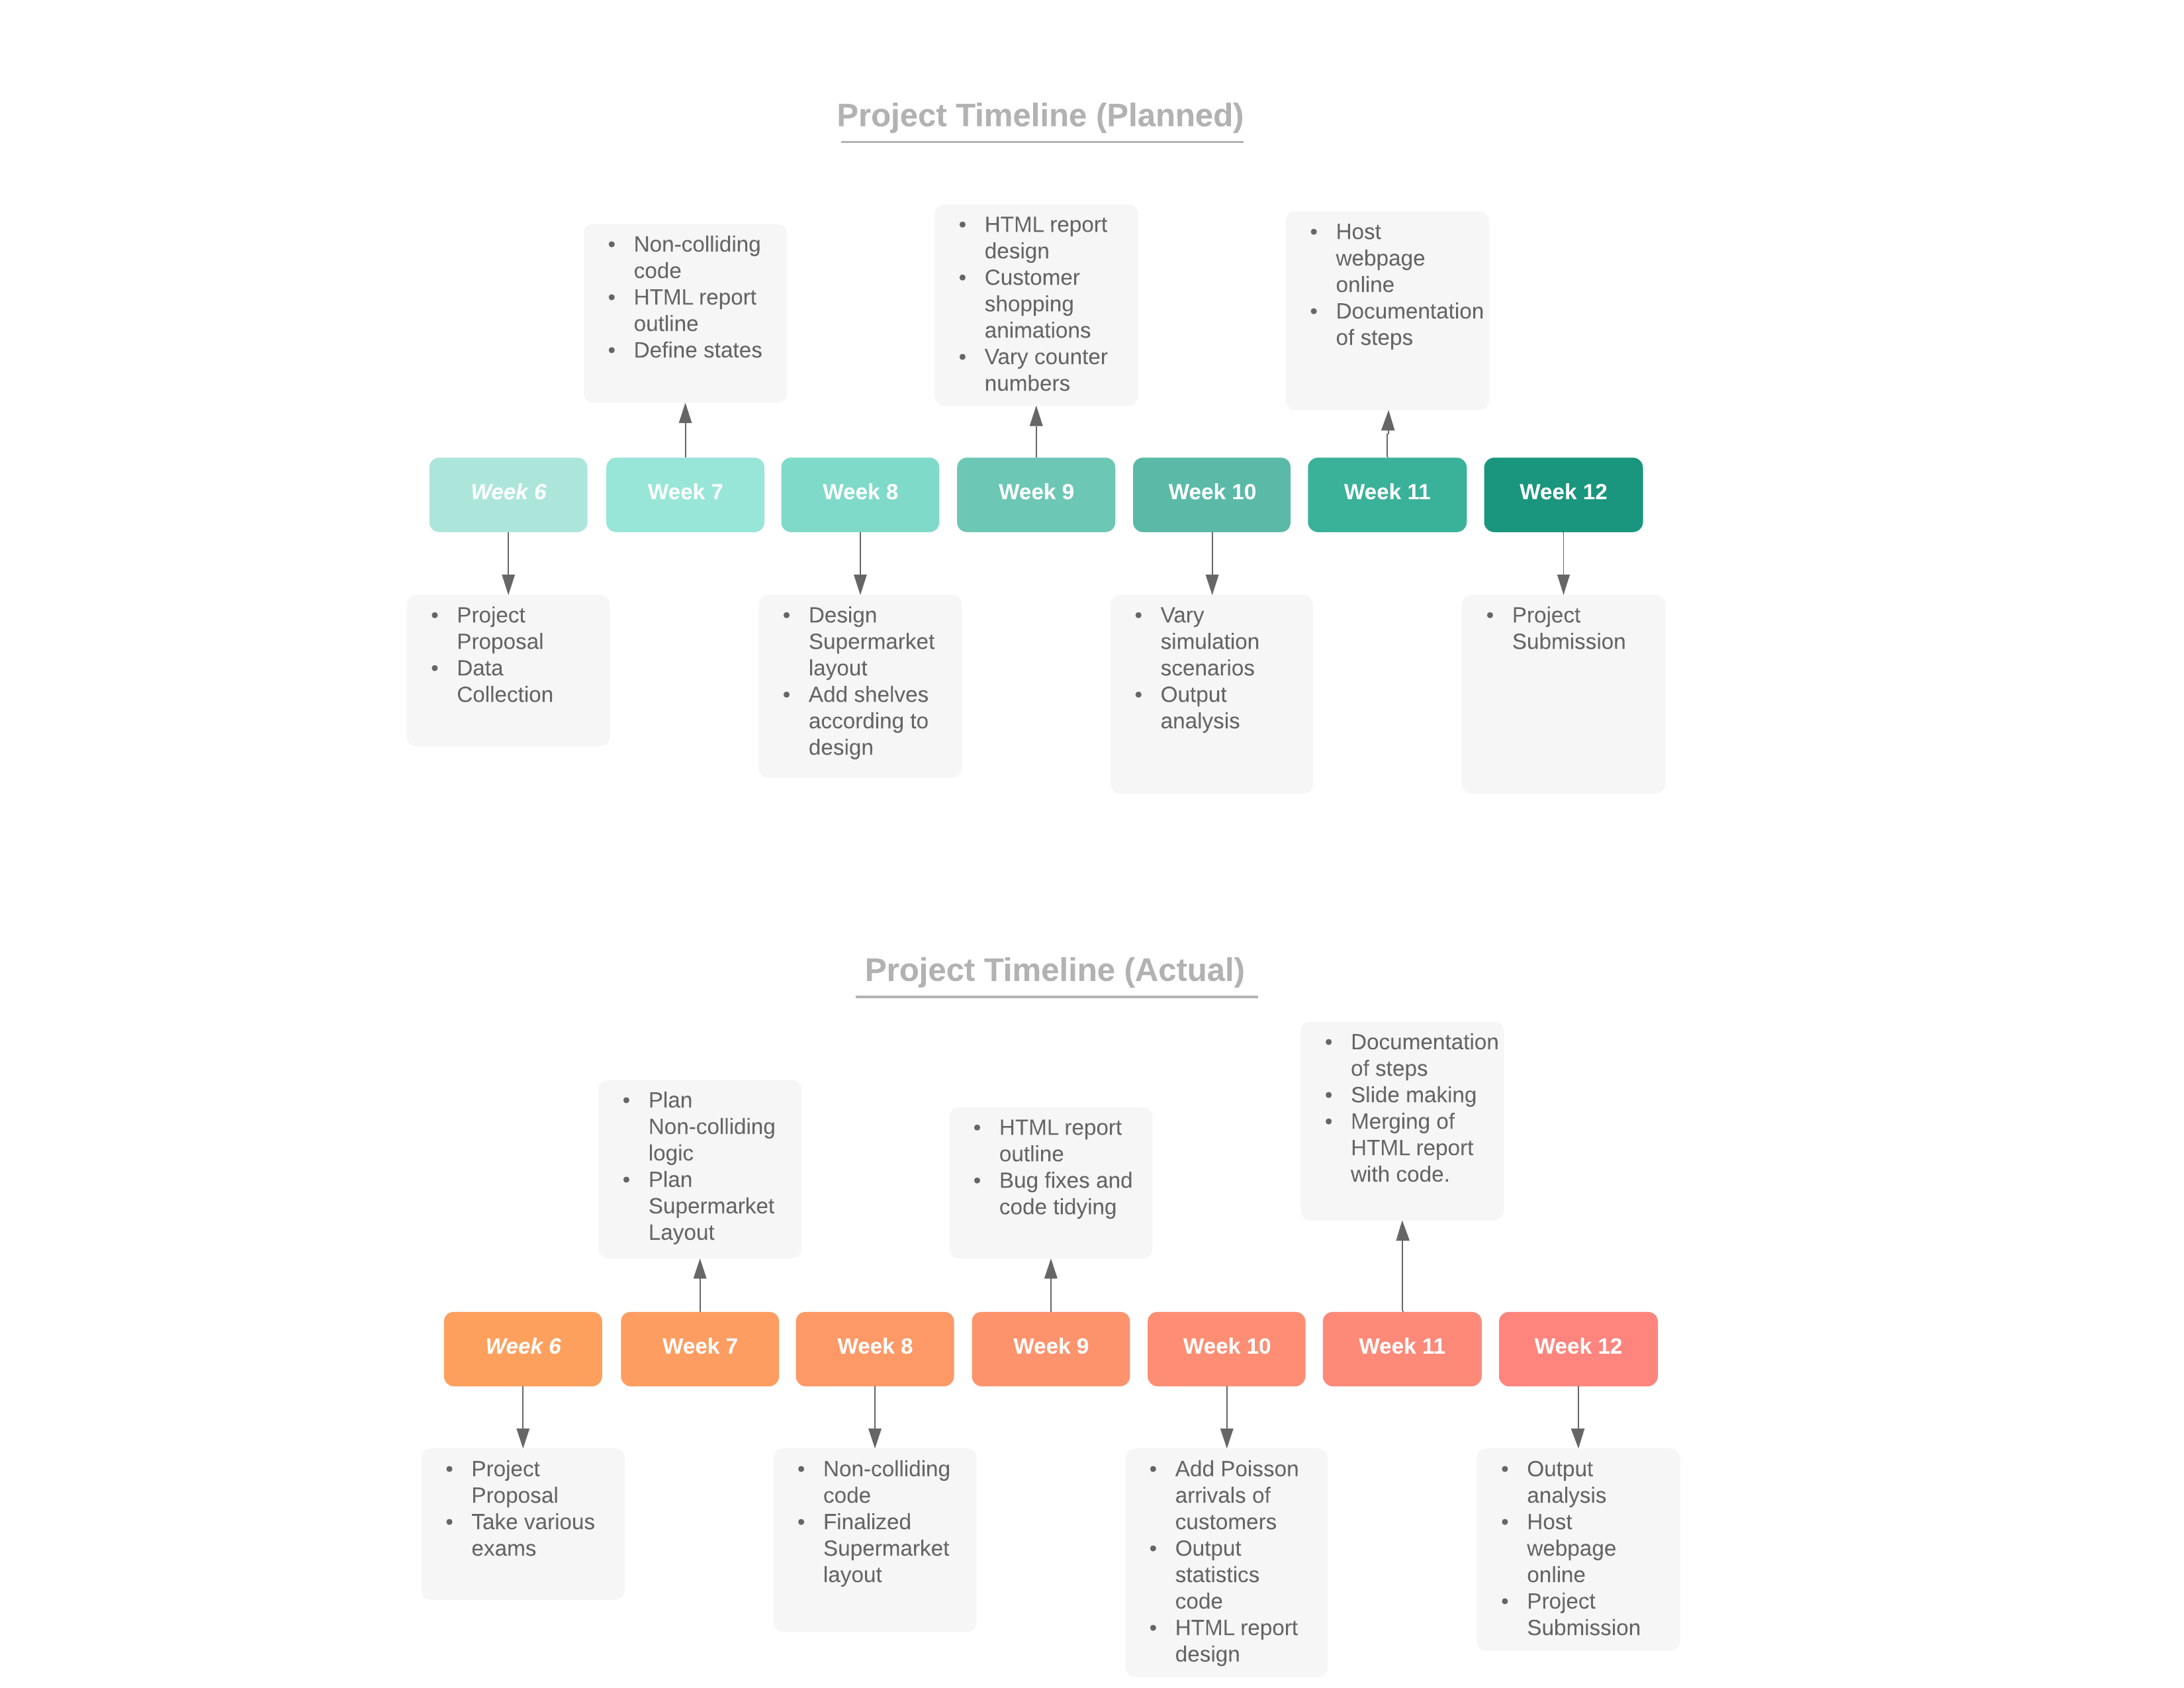 Project Timeline (Planned)
• Non-colliding
code
• HTML report
outline
• Define states
• HTML report
design
• Customer
shopping
animations
• Vary counter
numbers
• Host
webpage
online
• Documentation
of steps
Week 6
Week 7
Week 8
Week 9
Week 10
Week 11
Week 12
• Project
Proposal
• Data
Collection
• Design
Supermarket
layout
• Add shelves
according to
design
• Vary
simulation
scenarios
• Output
analysis
• Project
Submission
Project Timeline (Actual)
• Plan
Non-colliding
logic
• Plan
Supermarket
Layout
• HTML report
outline
• Bug fixes and
code tidying
• Documentation
of steps
• Slide making
• Merging of
HTML report
with code.
Week 6
Week 7
Week 8
Week 9
Week 10
Week 11
Week 12
• Project
Proposal
• Take various
exams
• Non-colliding
code
• Finalized
Supermarket
layout
• Add Poisson
arrivals of
customers
• Output
statistics
code
• HTML report
design
• Output
analysis
• Host
webpage
online
• Project
Submission